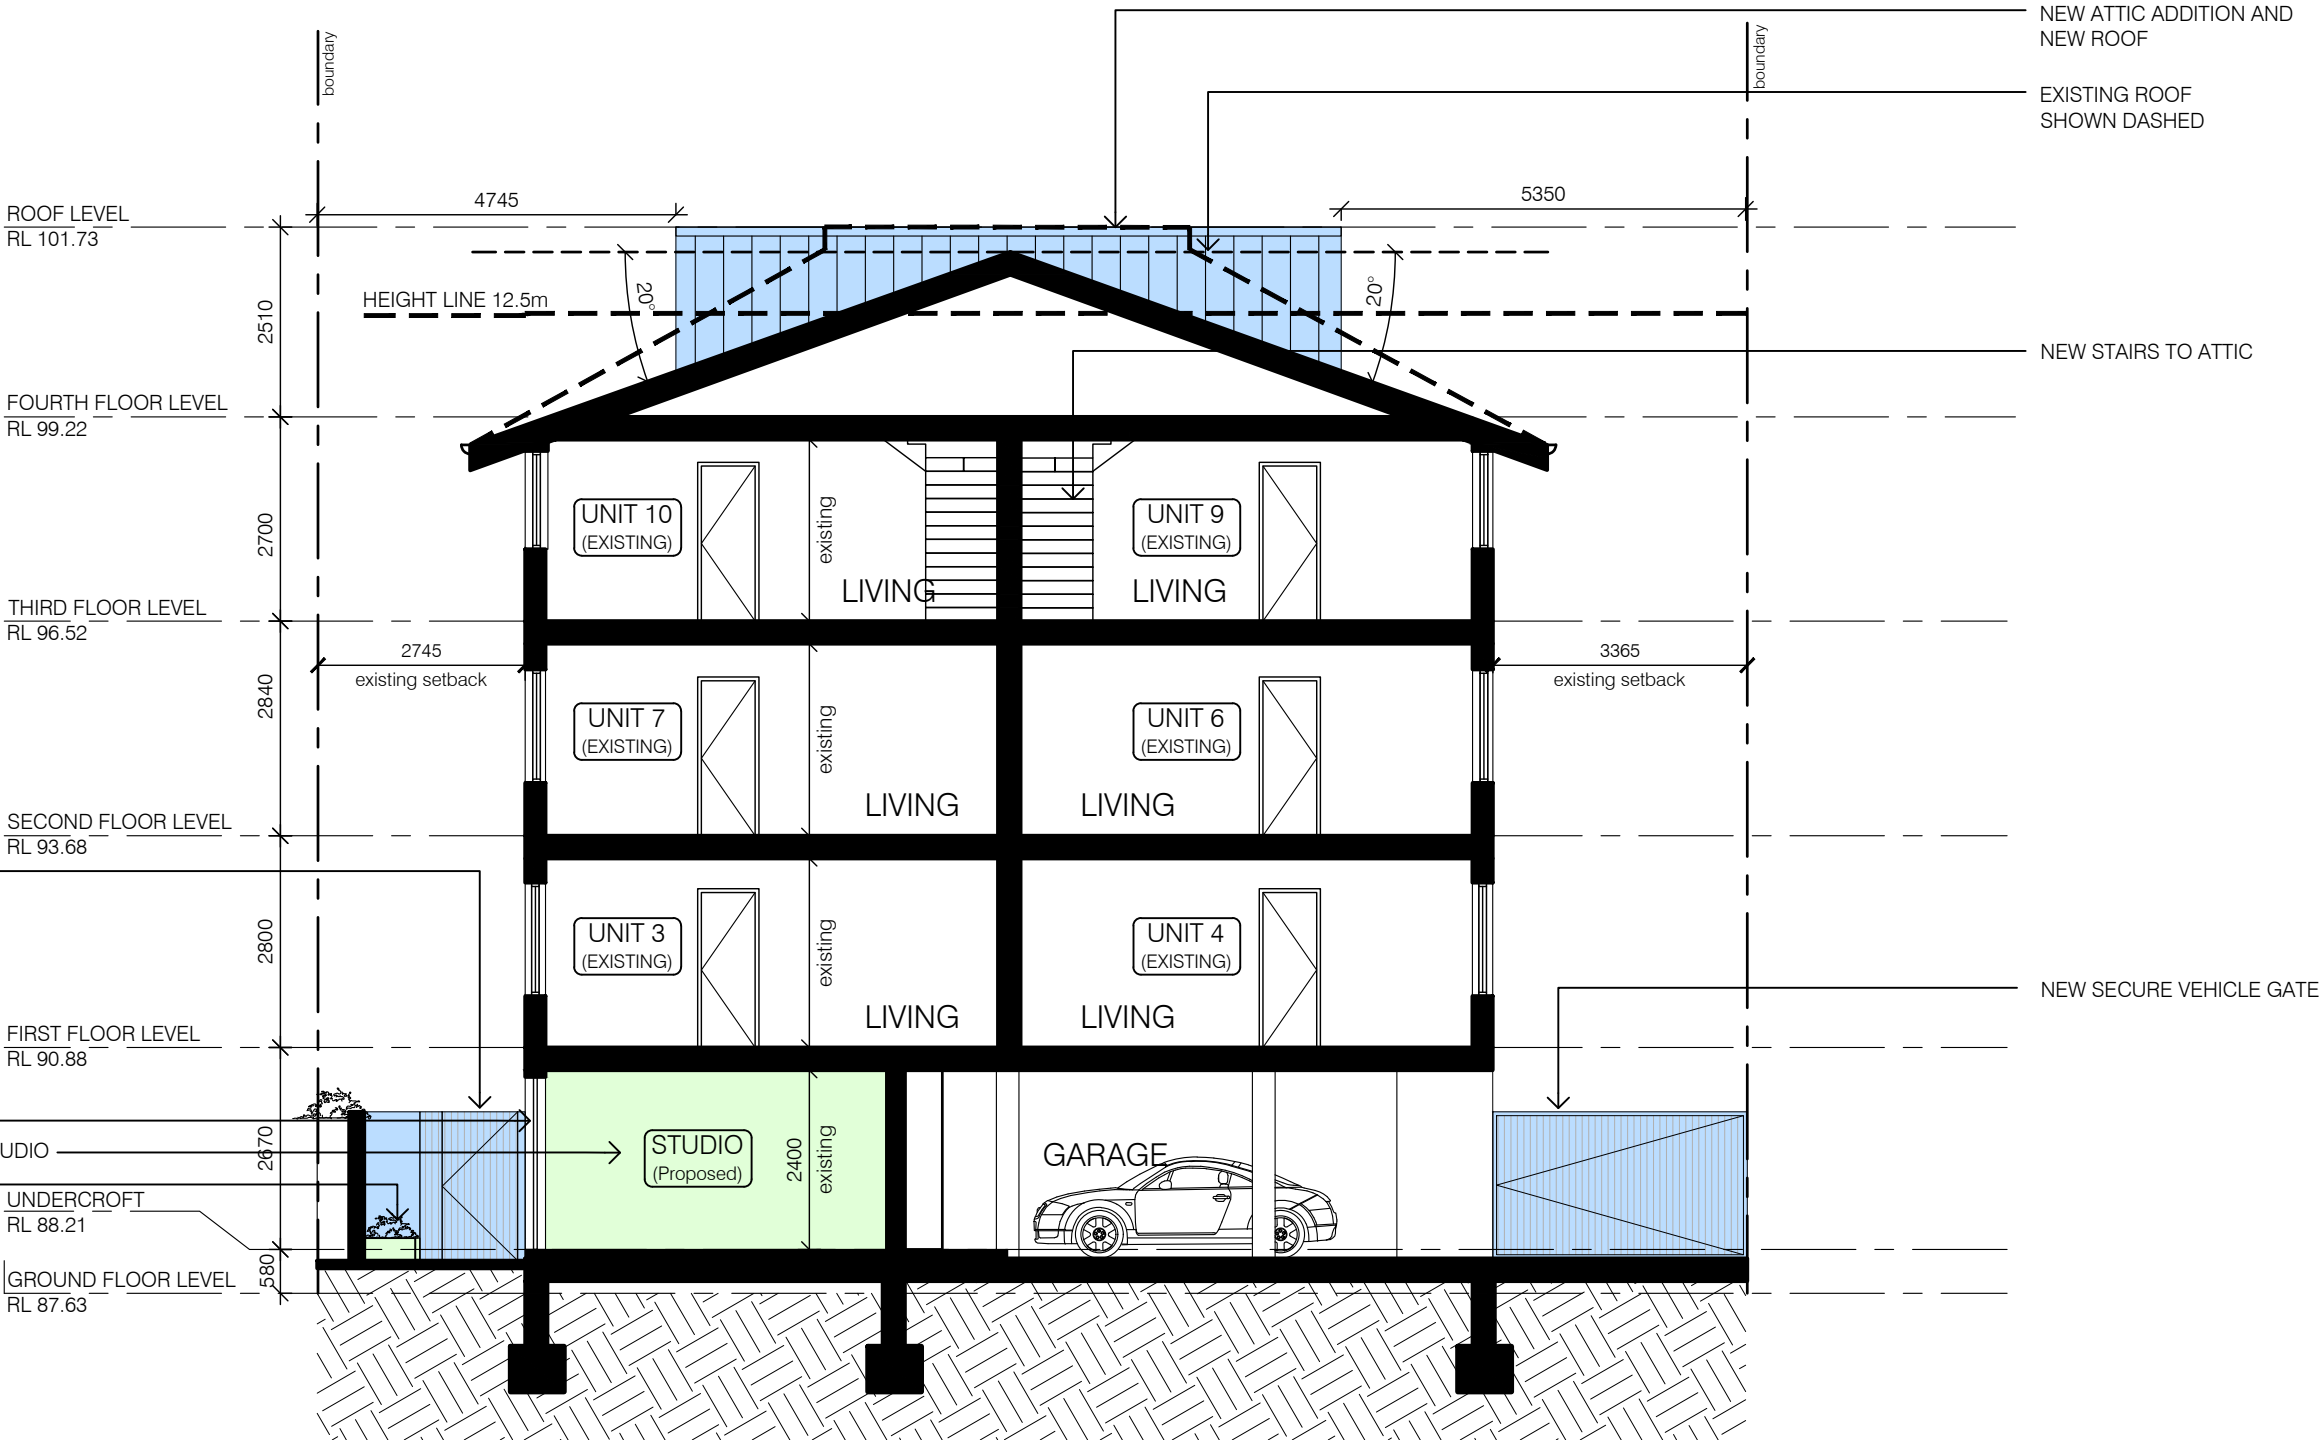 NEW ATTIC ADDITION AND
NEW ROOF
boundary
boundary
EXISTING ROOF
SHOWN DASHED
4745
5350
ROOF LEVEL
RL 101.73
HEIGHT LINE 12.5m
20°
20°
2510
NEW STAIRS TO ATTIC
FOURTH FLOOR LEVEL
RL 99.22
2700
UNIT 10
(EXISTING)
existing
UNIT 9
(EXISTING)
LIVING
LIVING
THIRD FLOOR LEVEL
RL 96.52
2745
existing setback
3365
existing setback
2840
UNIT 7
(EXISTING)
existing
UNIT 6
(EXISTING)
LIVING
LIVING
SECOND FLOOR LEVEL
RL 93.68
2800
UNIT 3
(EXISTING)
existing
UNIT 4
(EXISTING)
LIVING
LIVING
NEW SECURE VEHICLE GATE
FIRST FLOOR LEVEL
RL 90.88
2670
UDIO
STUDIO
(Proposed)
2400
existing
GARAGE
UNDERCROFT
RL 88.21
580
GROUND FLOOR LEVEL
RL 87.63